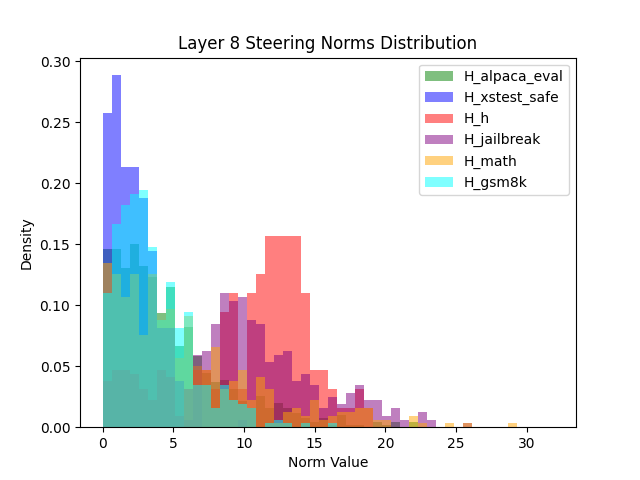 Layer 8 Steering Norms Distribution
H_alpaca_eval
H_xstest_safe
H_h
H_jailbreak
H_math
H_gsm8k
Density
0.30
0.25
0.20
0.15
0.10
0.05
0.00
0 5 10 15 20 25 30
Norm Value